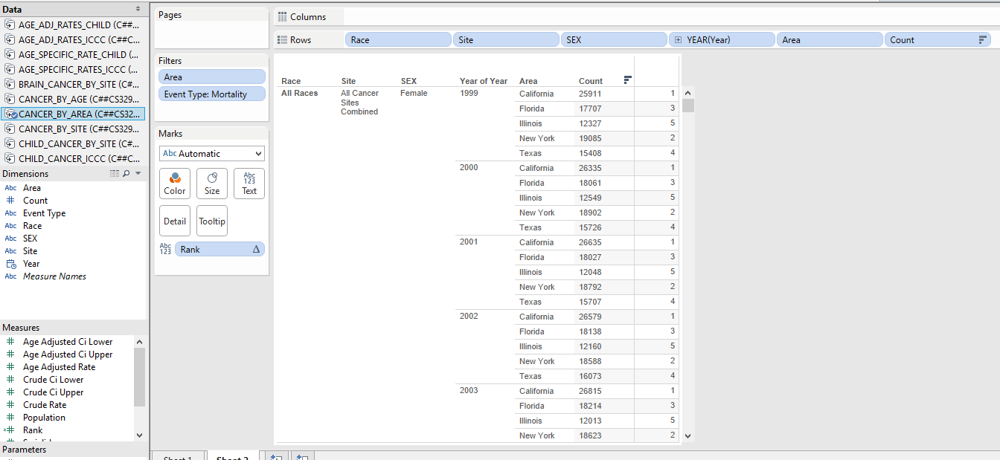 Data
AGE_ADJ_RATES_CHILD (C##...
AGE_ADJ_RATES_ICCC (C##C...
AGE_SPECIFIC_RATE_CHILD (...
AGE_SPECIFIC_RATES_ICCC (...
BRAIN_CANCER_BY_SITE (C#...
CANCER_BY_AGE (C##CS329...
CANCER_BY_AREA (C##CS32...
CANCER_BY_SITE (C##CS329...
CHILD_CANCER_BY_SITE (C#...
CHILD_CANCER_ICCC (C##C...
Dimensions
Abc Area
# Count
Abc Event Type
Abc Race
Abc SEX
Abc Site
Year
Abc Measure Names
Measures
# Age Adjusted Ci Lower
# Age Adjusted Ci Upper
# Age Adjusted Rate
# Crude Ci Lower
# Crude Ci Upper
# Crude Rate
# Population
=# Rank
Parameters
Pages
Filters
Area
Event Type: Mortality
Marks
Abc Automatic
Color Size Abc 123 Text
Detail Tooltip
Abc 123 Rank Δ
Columns
Rows Race Site SEX YEAR(Year) Area Count
Race Site SEX Year of Year Area Count
All Races All Cancer Sites Combined Female 1999 California 25911 1
Florida 17707 3
Illinois 12327 5
New York 19085 2
Texas 15408 4
2000 California 26335 1
Florida 18061 3
Illinois 12549 5
New York 18902 2
Texas 15726 4
2001 California 26635 1
Florida 18027 3
Illinois 12048 5
New York 18792 2
Texas 15707 4
2002 California 26579 1
Florida 18138 3
Illinois 12160 5
New York 18588 2
Texas 16073 4
2003 California 26815 1
Florida 18214 3
Illinois 12013 5
New York 18623 2
Sheet 1 Sheet 2